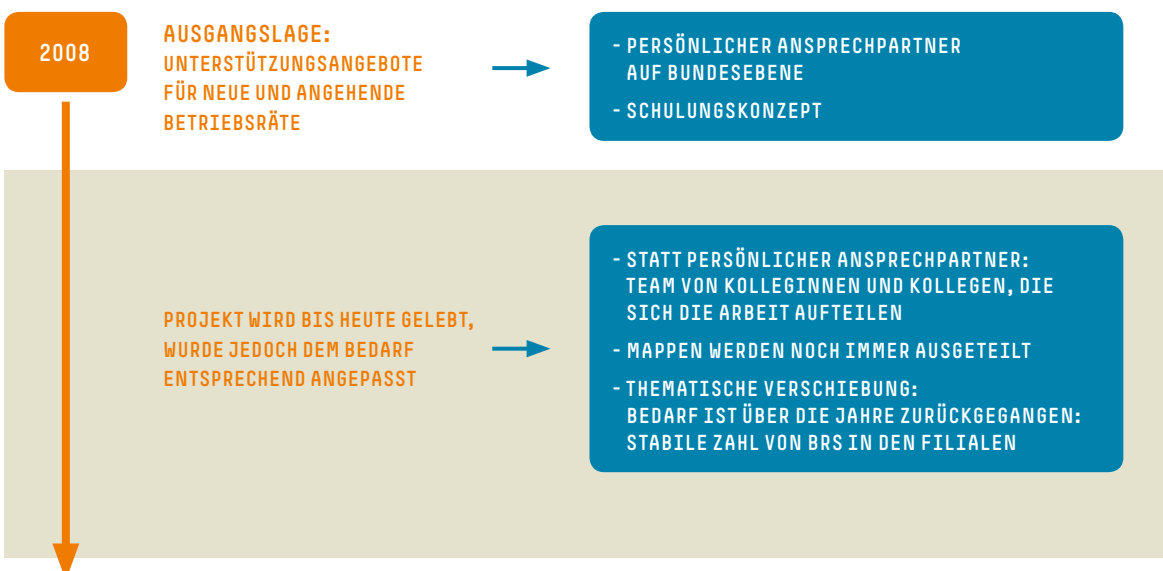 2008
AUSGANGSLAGE:
UNTERSTÜTZUNGSANGEBOTE
FÜR NEUE UND ANGEHENDE
BETRIEBSRÄTE
- PERSÖNLICHER ANSPRECHPARTNER
AUF BUNDESEBENE
- SCHULUNGSKONZEPT
PROJEKT WIRD BIS HEUTE GELEBT,
WURDE JEDOCH DEM BEDARF
ENTSPRECHEND ANGEPASST
- STATT PERSÖNLICHER ANSPRECHPARTNER:
TEAM VON KOLLEGINNEN UND KOLLEGEN, DIE
SICH DIE ARBEIT AUFTEILEN
- MAPPEN WERDEN NOCH IMMER AUSGETEILT
- THEMATISCHE VERSCHIEBUNG:
BEDARF IST ÜBER DIE JAHRE ZURÜCKGEGANGEN:
STABILE ZAHL VON BRS IN DEN FILIALEN